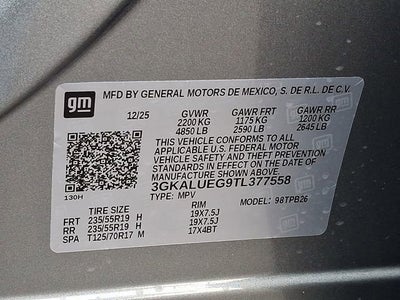 gm MFD BY GENERAL MOTORS DE MEXICO, S. DE R.L. DE C.V.
12/25 GVWR GAWR FRT GAWR RR
2200 KG 1175 KG 1200 KG
4850 LB 2590 LB 2645 LB
THIS VEHICLE CONFORMS TO ALL
APPLICABLE U.S. FEDERAL MOTOR
VEHICLE SAFETY AND THEFT PREVENTION
STANDARDS IN EFFECT ON THE DATE OF
MANUFACTURE SHOWN ABOVE.
3GKALUEG9TL377558
130H TYPE: MPV MODEL: 98TPB26
TIRE SIZE RIM
FRT 235/55R19 H 19X7.5J
RR 235/55R19 H 19X7.5J
SPA T125/70R17 M 17X4BT